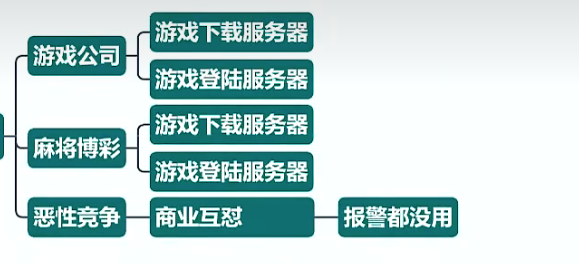 游戏公司
游戏下载服务器
游戏登陆服务器
麻将博彩
游戏下载服务器
游戏登陆服务器
恶性竞争
商业互怼
报警都没用